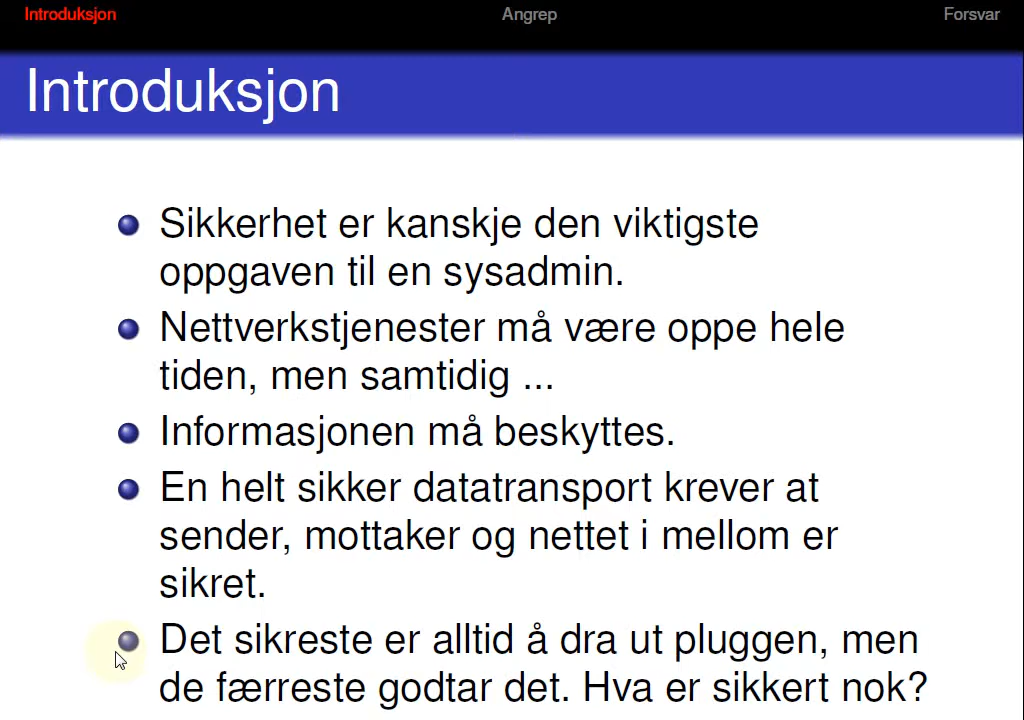 Introduksjon Angrep Forsvar
Introduksjon
Sikkerhet er kanskje den viktigste
oppgaven til en sysadmin.
Nettverkstjenester må være oppe hele
tiden, men samtidig ...
Informasjonen må beskyttes.
En helt sikker datatransport krever at
sender, mottaker og nettet i mellom er
sikret.
Det sikreste er alltid å dra ut pluggen, men
de færreste godtar det. Hva er sikkert nok?